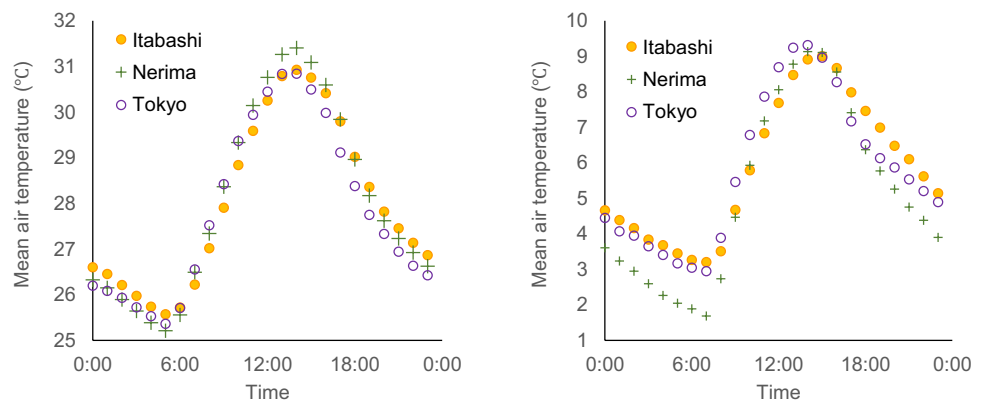 Mean air temperature (℃)
32
31
30
29
28
27
26
25
Itabashi
Nerima
Tokyo
0:00 6:00 12:00 18:00 0:00
Time
Mean air temperature (℃)
10
9
8
7
6
5
4
3
2
1
Itabashi
Nerima
Tokyo
0:00 6:00 12:00 18:00 0:00
Time